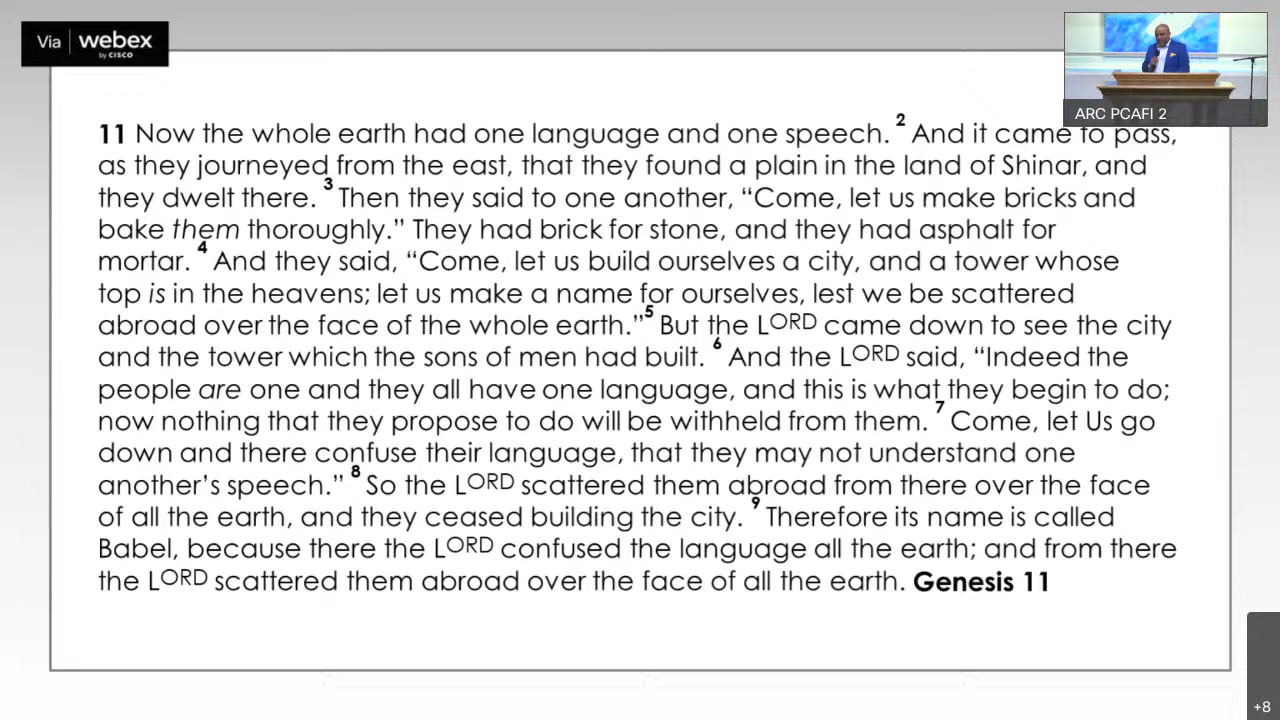 Via webex
by CISCO
ARC PCAFI 2
11 Now the whole earth had one language and one speech. 2 And it came to pass,
as they journeyed from the east, that they found a plain in the land of Shinar, and
they dwelt there. 3 Then they said to one another, “Come, let us make bricks and
bake them thoroughly.” They had brick for stone, and they had asphalt for
mortar. 4 And they said, “Come, let us build ourselves a city, and a tower whose
top is in the heavens; let us make a name for ourselves, lest we be scattered
abroad over the face of the whole earth.”5 But the LORD came down to see the city
and the tower which the sons of men had built. 6 And the LORD said, “Indeed the
people are one and they all have one language, and this is what they begin to do;
now nothing that they propose to do will be withheld from them. 7 Come, let Us go
down and there confuse their language, that they may not understand one
another’s speech.” 8 So the LORD scattered them abroad from there over the face
of all the earth, and they ceased building the city. 9 Therefore its name is called
Babel, because there the LORD confused the language all the earth; and from there
the LORD scattered them abroad over the face of all the earth. Genesis 11
+8